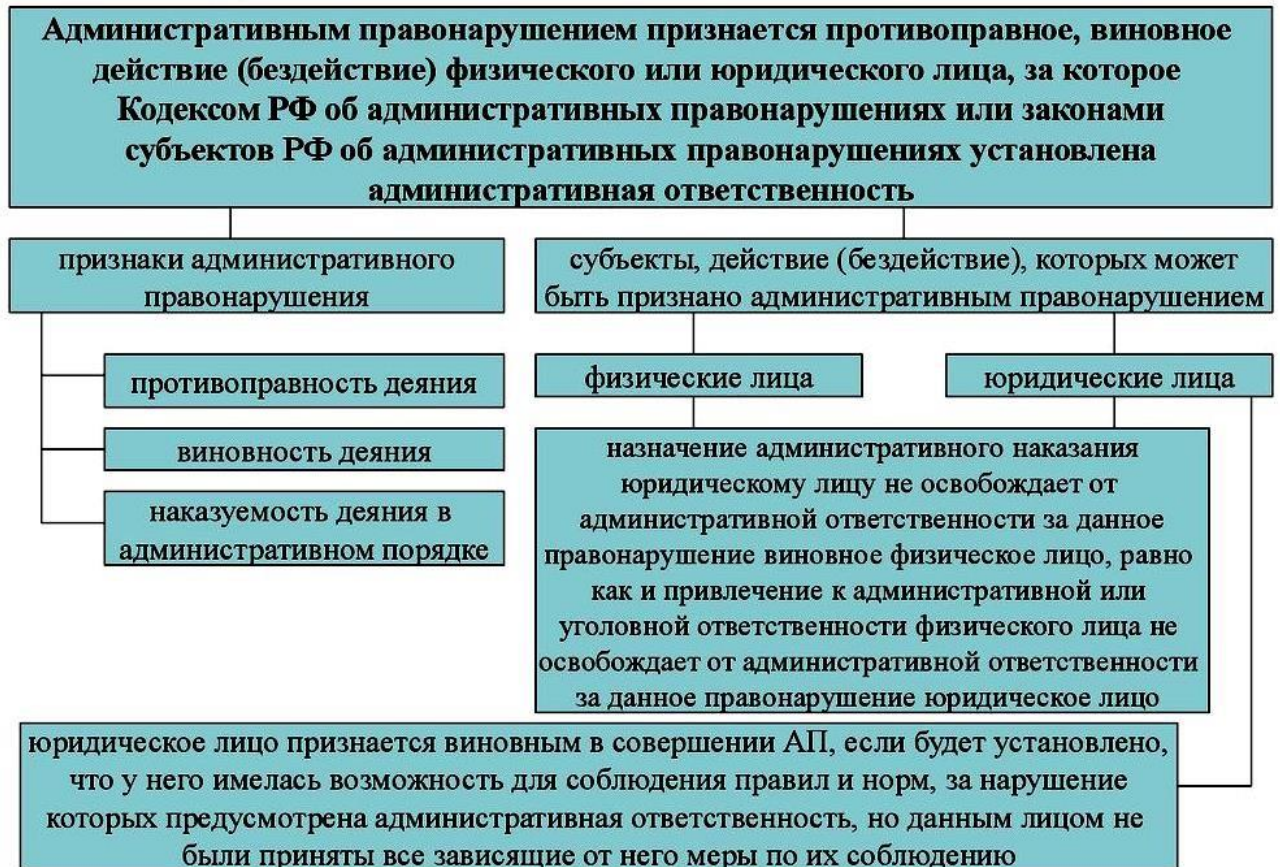 Административным правонарушением признается противоправное, виновное
действие (бездействие) физического или юридического лица, за которое
Кодексом РФ об административных правонарушениях или законами
субъектов РФ об административных правонарушениях установлена
административная ответственность
признаки административного
правонарушения
противоправность деяния
виновность деяния
наказуемость деяния в
административном порядке
субъекты, действие (бездействие), которых может
быть признано административным правонарушением
физические лица
юридические лица
назначение административного наказания
юридическому лицу не освобождает от
административной ответственности за данное
правонарушение виновное физическое лицо, равно
как и привлечение к административной или
уголовной ответственности физического лица не
освобождает от административной ответственности
за данное правонарушение юридическое лицо
юридическое лицо признается виновным в совершении АП, если будет установлено,
что у него имелась возможность для соблюдения правил и норм, за нарушение
которых предусмотрена административная ответственность, но данным лицом не
были приняты все зависящие от него меры по их соблюдению